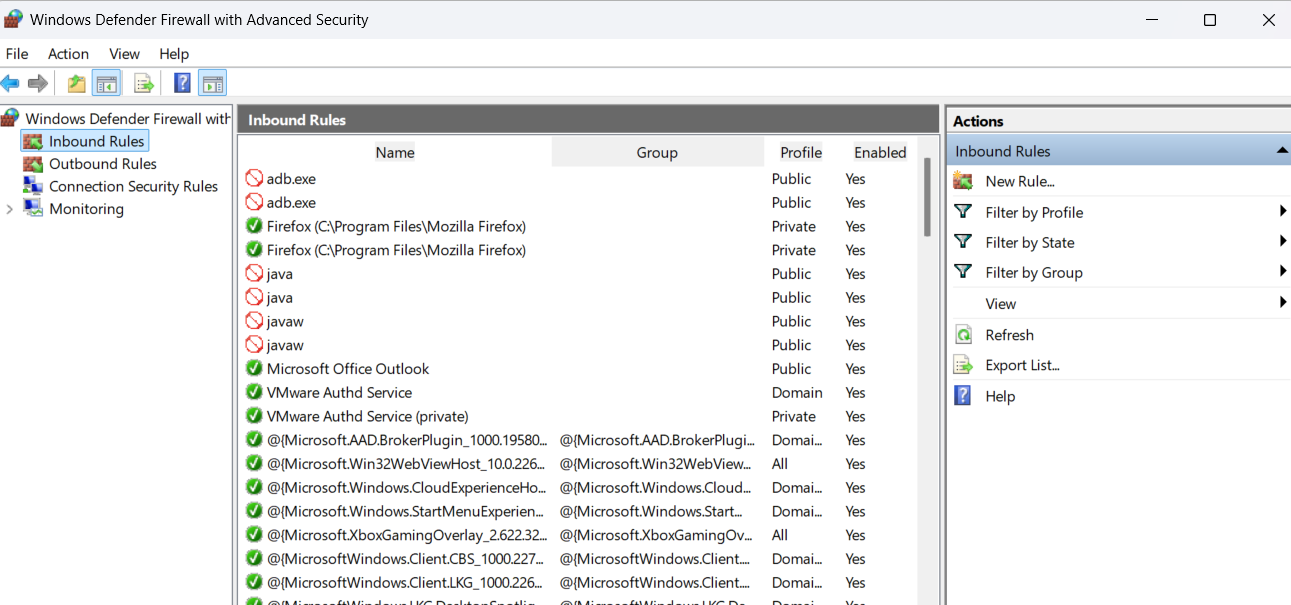 Windows Defender Firewall with Advanced Security
File Action View Help
Windows Defender Firewall with
Inbound Rules
Outbound Rules
Connection Security Rules
Monitoring
Inbound Rules
Name Group Profile Enabled
adb.exe Public Yes
adb.exe Public Yes
Firefox (C:\Program Files\Mozilla Firefox) Private Yes
Firefox (C:\Program Files\Mozilla Firefox) Private Yes
java Public Yes
java Public Yes
javaw Public Yes
javaw Public Yes
Microsoft Office Outlook Public Yes
VMware Authd Service Domain Yes
VMware Authd Service (private) Private Yes
@{Microsoft.AAD.BrokerPlugin_1000.19580... @{Microsoft.AAD.BrokerPlugi... Domai... Yes
@{Microsoft.Win32WebViewHost_10.0.226... @{Microsoft.Win32WebView... All Yes
@{Microsoft.Windows.CloudExperienceHo... @{Microsoft.Windows.Cloud... Domai... Yes
@{Microsoft.Windows.StartMenuExperien... @{Microsoft.Windows.Start... Domai... Yes
@{Microsoft.XboxGamingOverlay_2.622.32... @{Microsoft.XboxGamingOv... All Yes
@{MicrosoftWindows.Client.CBS_1000.227... @{MicrosoftWindows.Client.... Domai... Yes
@{MicrosoftWindows.Client.LKG_1000.226... @{MicrosoftWindows.Client.... Domai... Yes
Actions
Inbound Rules
New Rule...
Filter by Profile
Filter by State
Filter by Group
View
Refresh
Export List...
Help